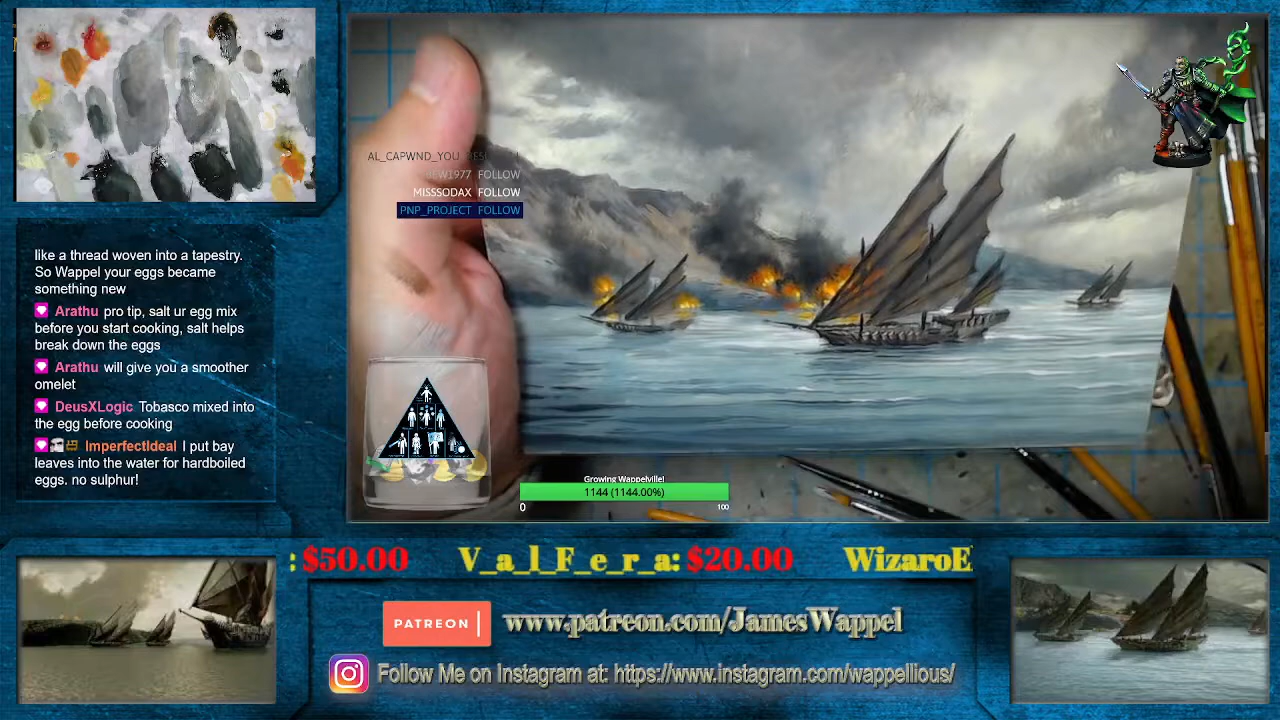 AL_CAPWND_YOU
FOLLOW
MISSSODAX FOLLOW
PNP_PROJECT FOLLOW
like a thread woven into a tapestry.
So Wappel your eggs became
something new
Arathu pro tip, salt ur egg mix
before you start cooking, salt helps
break down the eggs
Arathu will give you a smoother
omelet
DeusXLogic Tobasco mixed into
the egg before cooking
ImperfectIdeal I put bay
leaves into the water for hardboiled
eggs. no sulphur!
Growing Wappelville!
1144 (1144.00%)
0 100
: $50.00 V_a_l_F_e_r_a: $20.00 WizaroE
PATREON www.patreon.com/JamesWappel
Follow Me on Instagram at: https://www.instagram.com/wappellious/